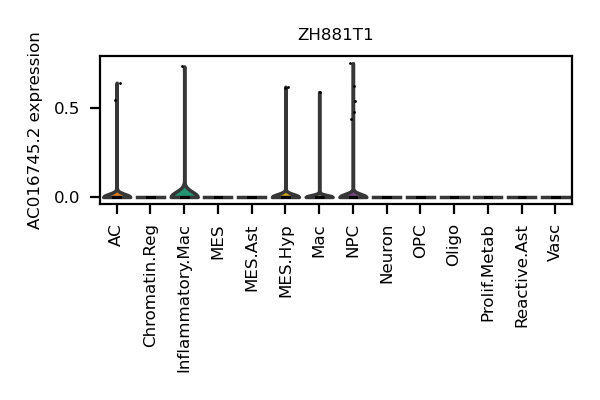 ZH881T1
AC016745.2 expression
0.5
0.0
AC
Chromatin.Reg
Inflammatory.Mac
MES
MES.Ast
MES.Hyp
Mac
NPC
Neuron
OPC
Oligo
Prolif.Metab
Reactive.Ast
Vasc